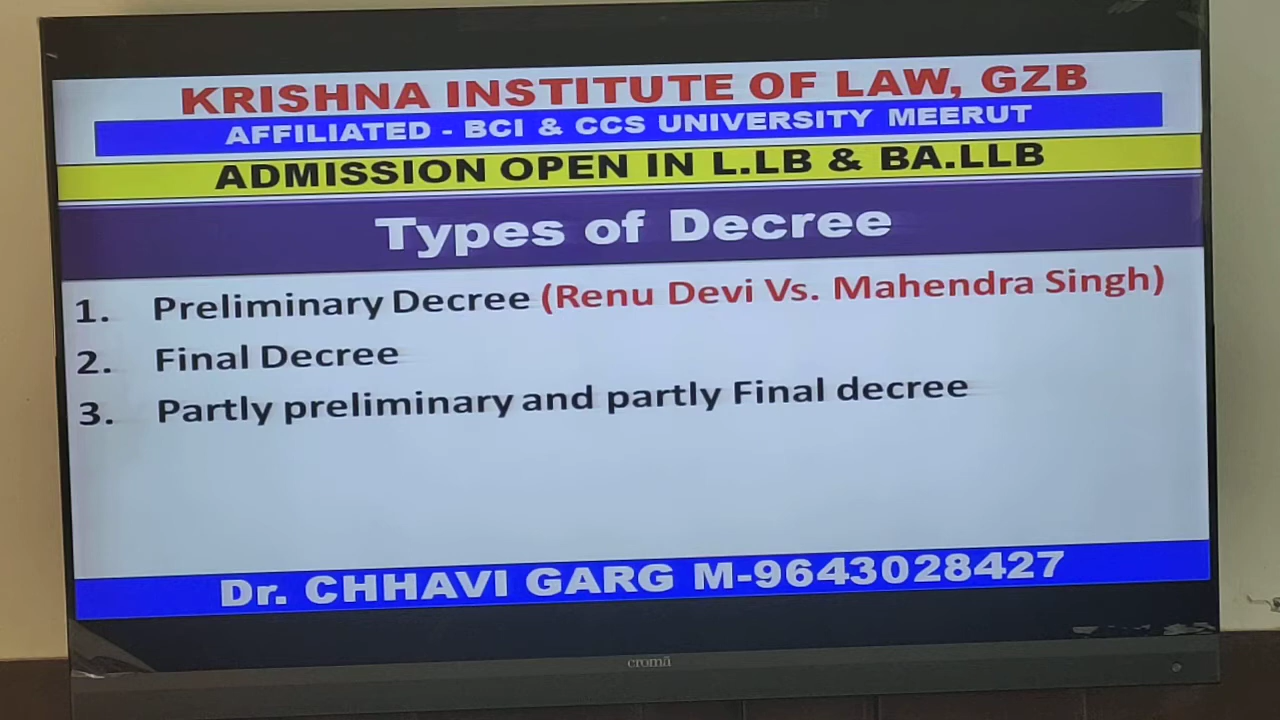 KRISHNA INSTITUTE OF LAW, GZB
AFFILIATED - BCI & CCS UNIVERSITY MEERUT
ADMISSION OPEN IN L.LB & BA.LLB
Types of Decree
1. Preliminary Decree (Renu Devi Vs. Mahendra Singh)
2. Final Decree
3. Partly preliminary and partly Final decree
Dr. CHHAVI GARG M-9643028427
cromā